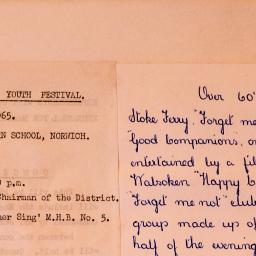 YOUTH FESTIVAL.
65.
N SCHOOL, NORWICH.
p.m.
Chairman of the District.
her Sing' M.H.B. No. 5.
Over 60'
Stoke Ferry, "Forget me
"Good Companions, or
entertained by a fil
Walsoken "Happy C
"Forget me not" club
group made up of
half of the evening